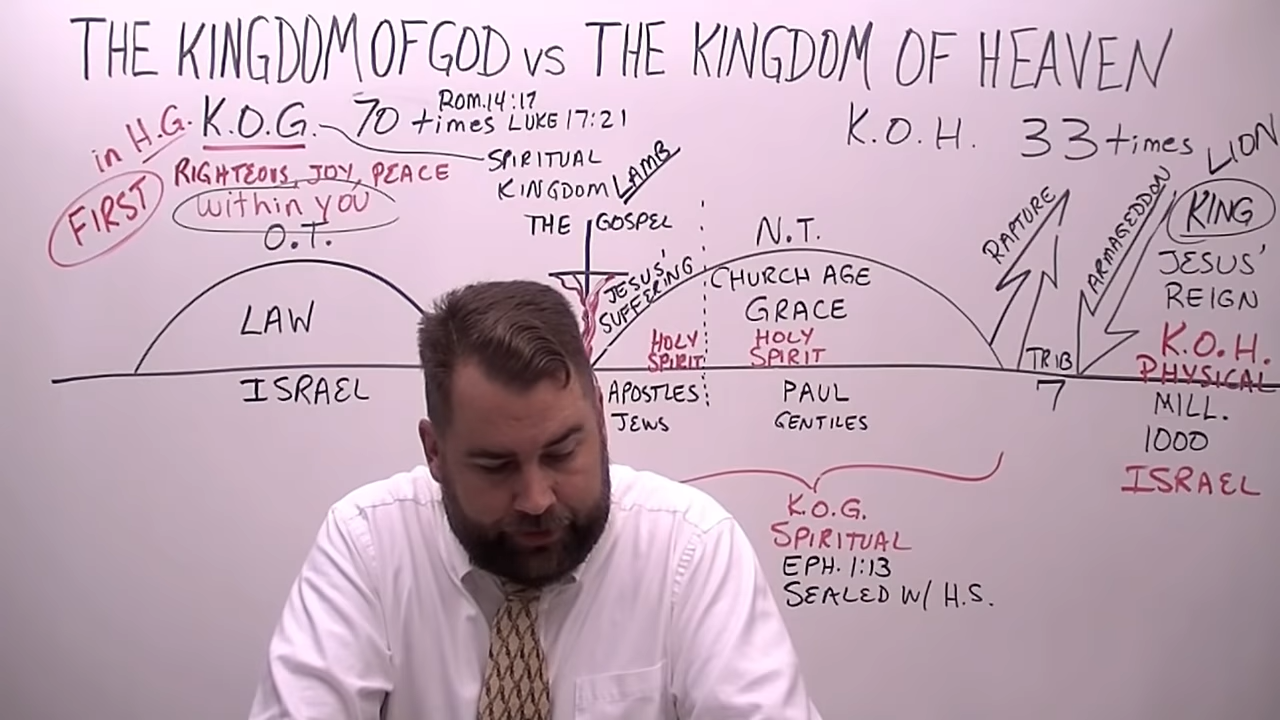 THE KINGDOM OF GOD vs THE KINGDOM OF HEAVEN
in H.G. K.O.G. 70 times ROM.14:17
LUKE 17:21
SPIRITUAL
KINGDOM LAMB
FIRST
RIGHTEOUS, JOY, PEACE
within you
K.O.H. 33 times
LION
KING
JESUS'
REIGN
K.O.H.
PHYSICAL
MILL.
1000
ISRAEL
O.T.
LAW
ISRAEL
THE GOSPEL
JESUS'
SUFFERING
HOLY
SPIRIT
APOSTLES
JEWS
N.T.
CHURCH AGE
GRACE
HOLY
SPIRIT
PAUL
GENTILES
K.O.G.
SPIRITUAL
EPH. 1:13
SEALED W/ H.S.
RAPTURE
TRIB
7
ARMAGEDDON